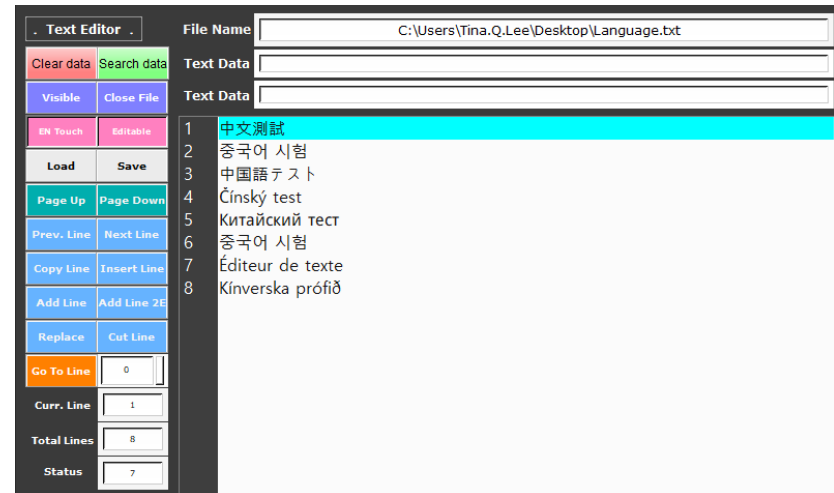 . Text Editor .
File Name C:\Users\Tina.Q.Lee\Desktop\Language.txt
Clear data Search data Text Data
Visible Close File Text Data
EN Touch Editable
Load Save
Page Up Page Down
Prev. Line Next Line
Copy Line Insert Line
Add Line Add Line 2E
Replace Cut Line
Go To Line 0
Curr. Line 1
Total Lines 8
Status 7
1 中文測試
2 중국어 시험
3 中国語テスト
4 Čínský test
5 Китайский тест
6 중국어 시험
7 Éditeur de texte
8 Kínverska prófið